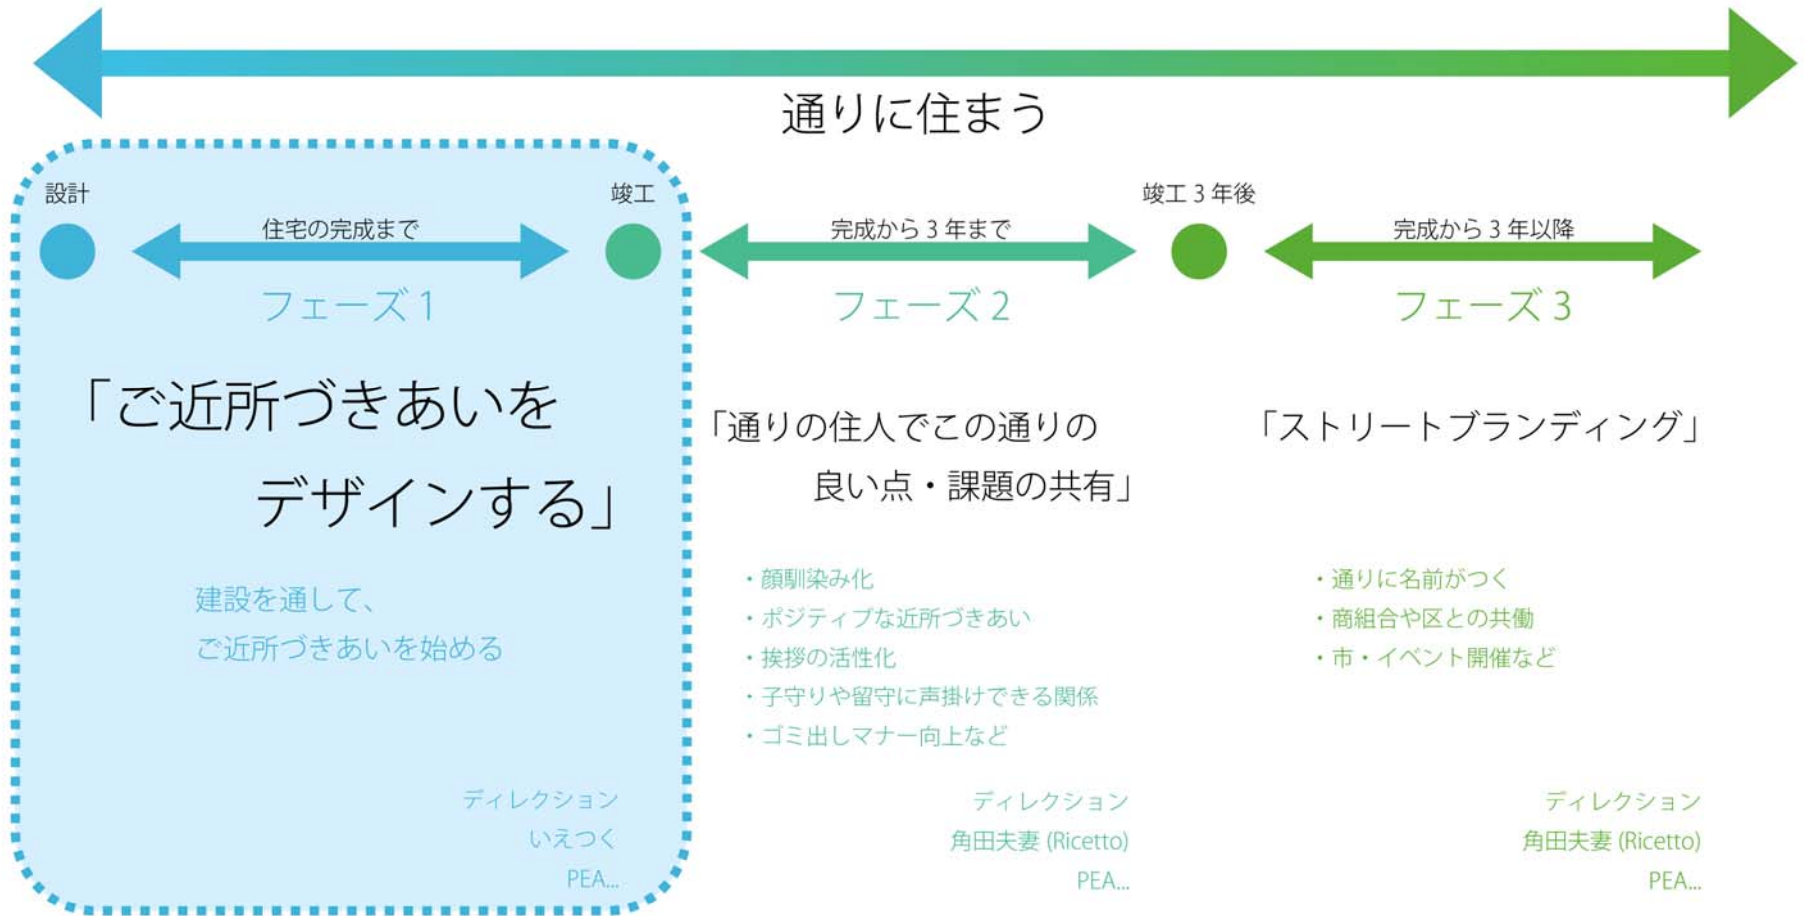 通りに住まう
設計
竣工
竣工 3 年後
住宅の完成まで
完成から 3 年まで
完成から 3 年以降
フェーズ 1
フェーズ 2
フェーズ 3
「ご近所づきあいを
デザインする」
建設を通して、
ご近所づきあいを始める
ディレクション
いえつく
PEA...
「通りの住人でこの通りの
良い点・課題の共有」
・顔馴染み化
・ポジティブな近所づきあい
・挨拶の活性化
・子守りや留守に声掛けできる関係
・ゴミ出しマナー向上など
ディレクション
角田夫妻 (Ricetto)
PEA...
「ストリートブランディング」
・通りに名前がつく
・商組合や区との共働
・市・イベント開催など
ディレクション
角田夫妻 (Ricetto)
PEA...